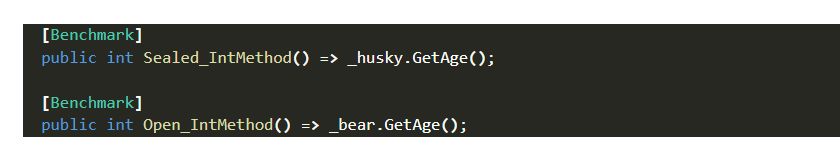 [Benchmark]
public int Sealed_IntMethod() => _husky.GetAge();
[Benchmark]
public int Open_IntMethod() => _bear.GetAge();